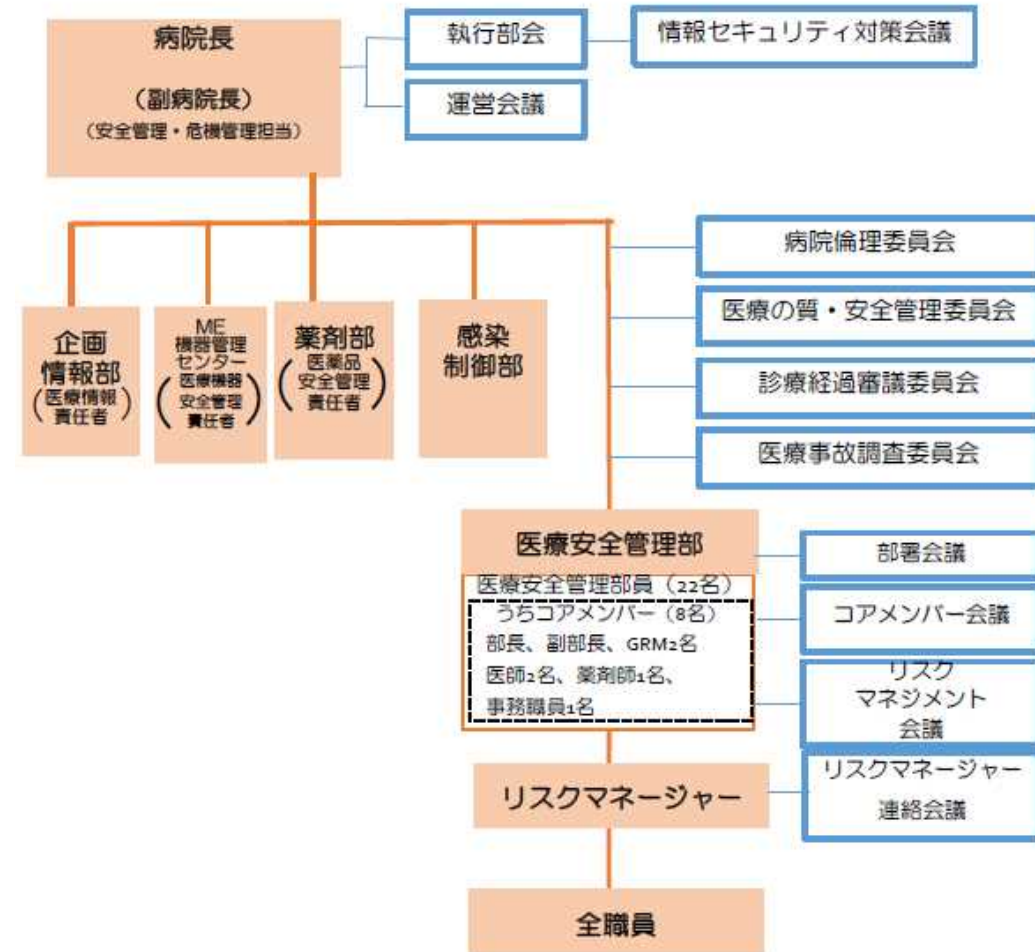 病院長
（副病院長）
（安全管理・危機管理担当）
執行部会
情報セキュリティ対策会議
運営会議
企画
情報部
（医療情報
責任者）
ME
機器管理
センター
（医療機器
安全管理
責任者）
薬剤部
（医薬品
安全管理
責任者）
感染
制御部
病院倫理委員会
医療の質・安全管理委員会
診療経過審議委員会
医療事故調査委員会
医療安全管理部
医療安全管理部員（22名）
うちコアメンバー（8名）
部長、副部長、GRM2名
医師2名、薬剤師1名、
事務職員1名
部署会議
コアメンバー会議
リスク
マネジメント
会議
リスクマネージャー
リスクマネージャー
連絡会議
全職員